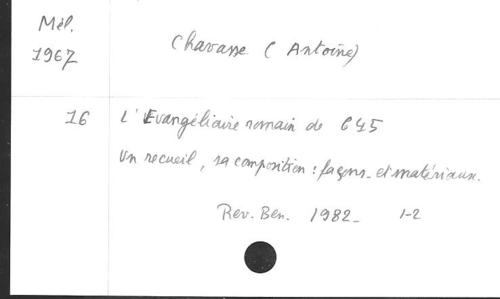 Mél.
1967
Chavasse (Antoine)
16
L'Evangéliaire romain de 645
Un recueil, sa composition : façons et matériaux.
Rev. Ben. 1982 1-2